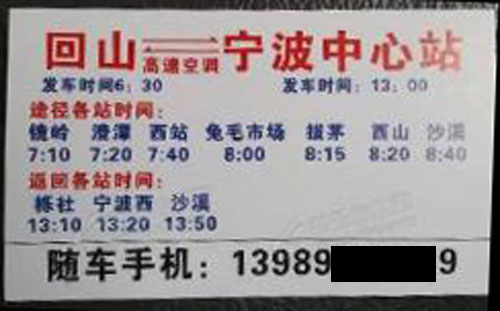 回山 高速空调 宁波中心站
发车时间6：30 发车时间：13：00
途径各站时间：
镜岭 澄潭 西站 兔毛市场 拔茅 西山 沙溪
7:10 7:20 7:40 8:00 8:15 8:20 8:40
返回各站时间：
栎社 宁波西 沙溪
13:10 13:20 13:50
随车手机：13989 9